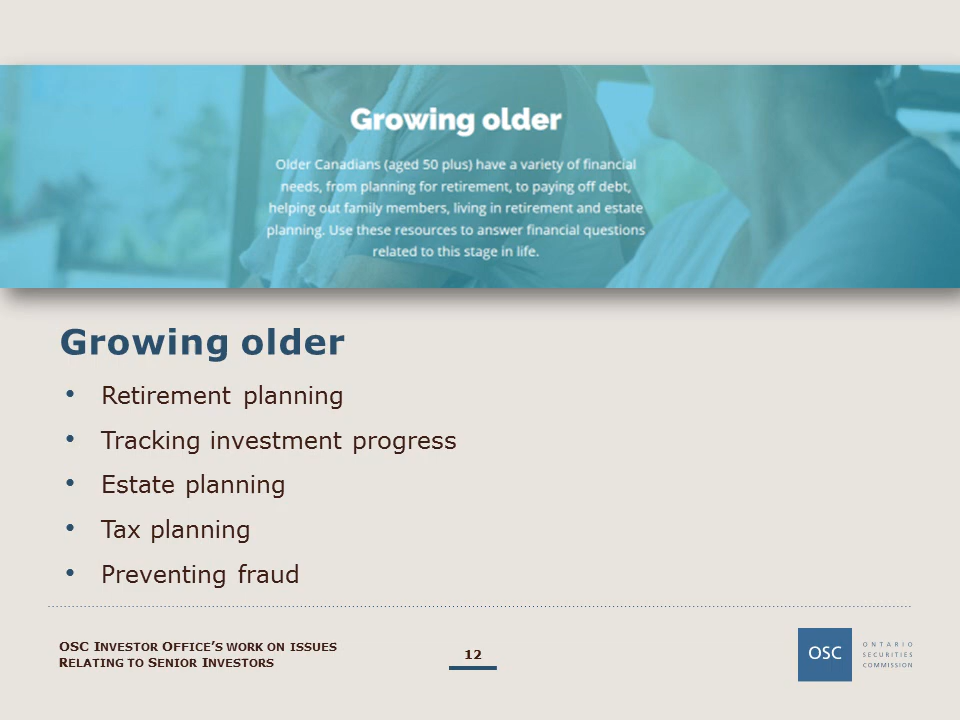 Growing older
Older Canadians (aged 50 plus) have a variety of financial
needs, from planning for retirement, to paying off debt,
helping out family members, living in retirement and estate
planning. Use these resources to answer financial questions
related to this stage in life.
Growing older
• Retirement planning
• Tracking investment progress
• Estate planning
• Tax planning
• Preventing fraud
OSC INVESTOR OFFICE'S WORK ON ISSUES
RELATING TO SENIOR INVESTORS
12
OSC
ONTARIO
SECURITIES
COMMISSION